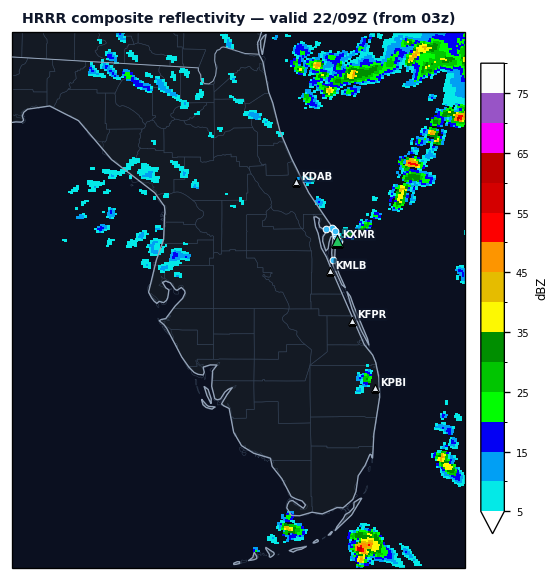 HRRR composite reflectivity — valid 22/09Z (from 03z)
KDAB
KXMR
KMLB
KFPR
KPBI
75
65
55
45
35
25
15
5
dBZ